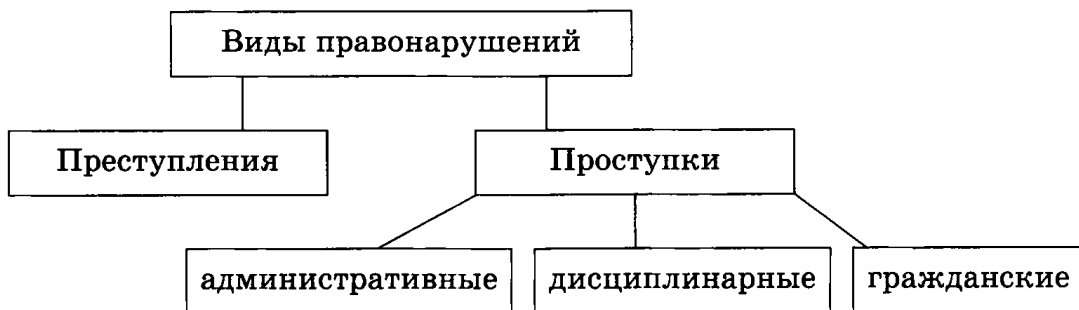 Виды правонарушений
Преступления
Проступки
административные
дисциплинарные
гражданские